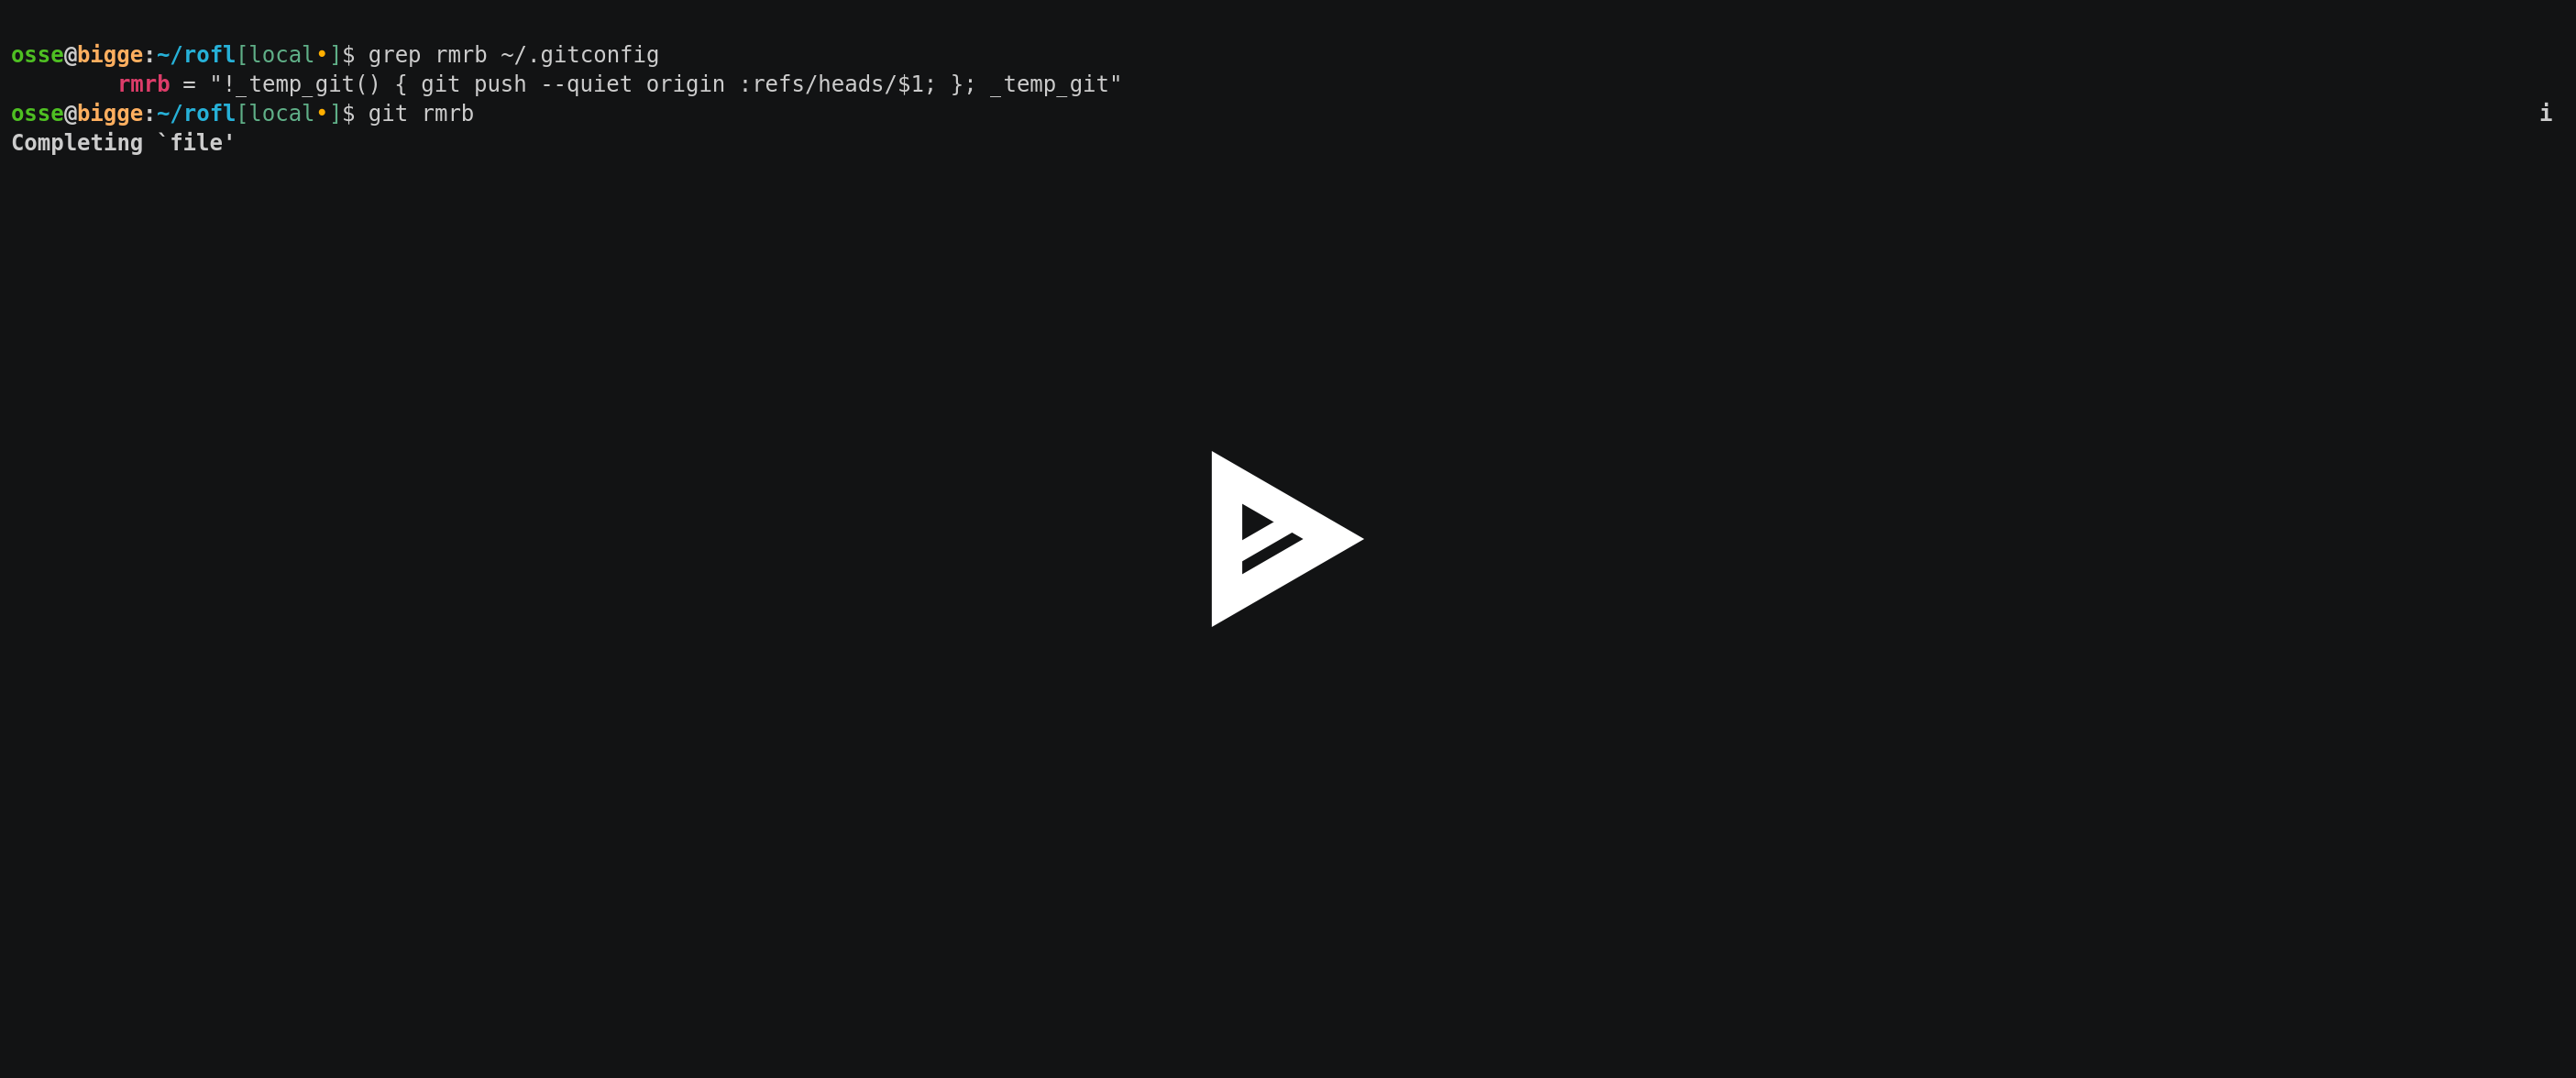 osse@bigge:~/rofl[local•]$ grep rmrb ~/.gitconfig
rmrb = "!_temp_git() { git push --quiet origin :refs/heads/$1; }; _temp_git"
osse@bigge:~/rofl[local•]$ git rmrb i
Completing `file'